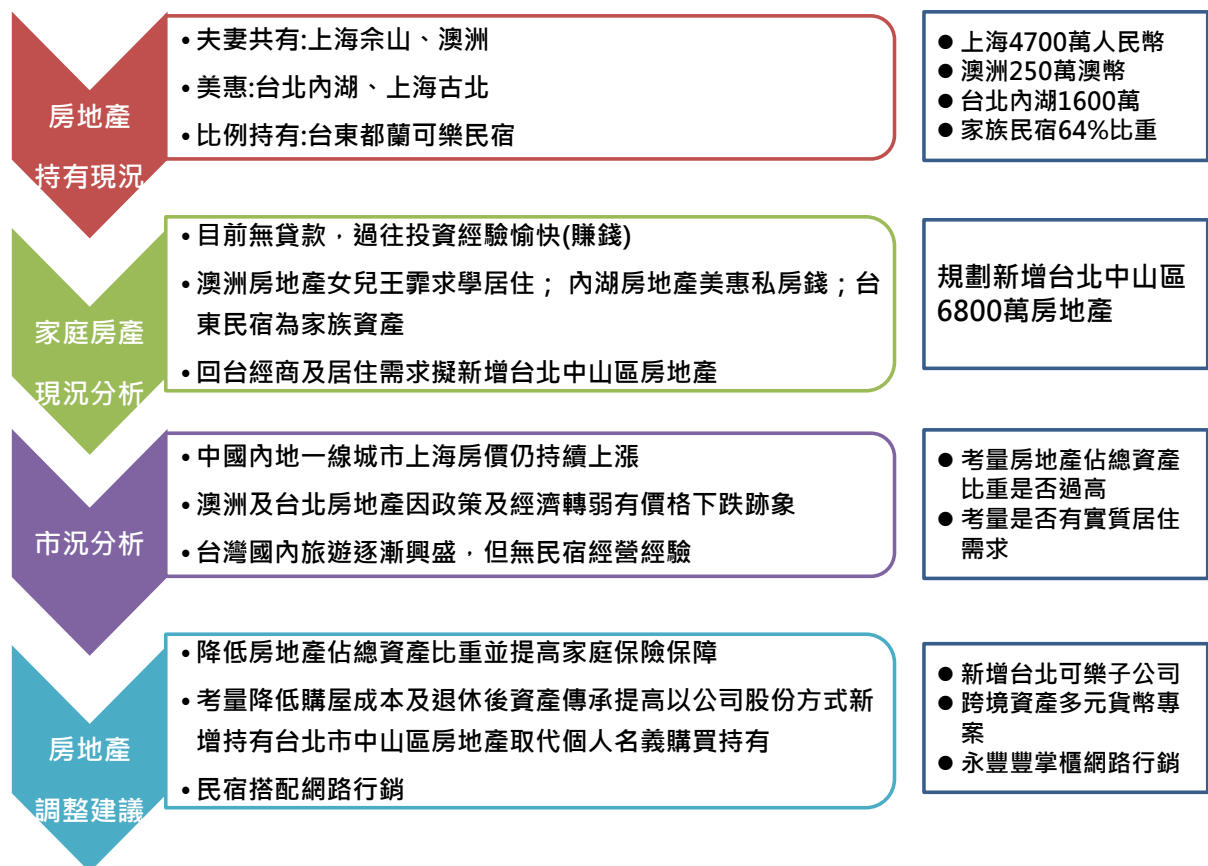 房地產
持有現況
• 夫妻共有:上海佘山、澳洲
• 美惠:台北內湖、上海古北
• 比例持有:台東都蘭可樂民宿
● 上海4700萬人民幣
● 澳洲250萬澳幣
● 台北內湖1600萬
● 家族民宿64%比重
家庭房產
現況分析
• 目前無貸款，過往投資經驗愉快(賺錢)
• 澳洲房地產女兒王霏求學居住； 內湖房地產美惠私房錢；台
東民宿為家族資產
• 回台經商及居住需求擬新增台北中山區房地產
規劃新增台北中山區
6800萬房地產
市況分析
• 中國內地一線城市上海房價仍持續上漲
• 澳洲及台北房地產因政策及經濟轉弱有價格下跌跡象
• 台灣國內旅遊逐漸興盛，但無民宿經營經驗
● 考量房地產佔總資產
比重是否過高
● 考量是否有實質居住
需求
房地產
調整建議
• 降低房地產佔總資產比重並提高家庭保險保障
• 考量降低購屋成本及退休後資產傳承提高以公司股份方式新
增持有台北市中山區房地產取代個人名義購買持有
• 民宿搭配網路行銷
● 新增台北可樂子公司
● 跨境資產多元貨幣專
案
● 永豐豐掌櫃網路行銷